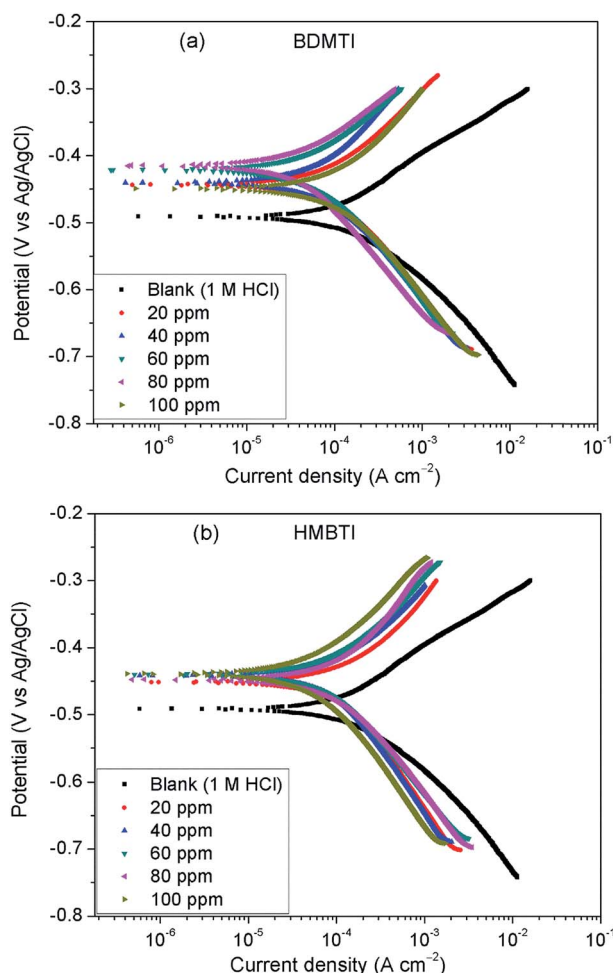 (a)
BDMTI
-0.2
-0.3
-0.4
-0.5
-0.6
-0.7
-0.8
Potential (V vs Ag/AgCl)
Blank (1 M HCl)
20 ppm
40 ppm
60 ppm
80 ppm
100 ppm
10⁻⁶ 10⁻⁵ 10⁻⁴ 10⁻³ 10⁻² 10⁻¹
Current density (A cm⁻²)
(b)
HMBTI
-0.2
-0.3
-0.4
-0.5
-0.6
-0.7
-0.8
Potential (V vs Ag/AgCl)
Blank (1 M HCl)
20 ppm
40 ppm
60 ppm
80 ppm
100 ppm
10⁻⁶ 10⁻⁵ 10⁻⁴ 10⁻³ 10⁻² 10⁻¹
Current density (A cm⁻²)